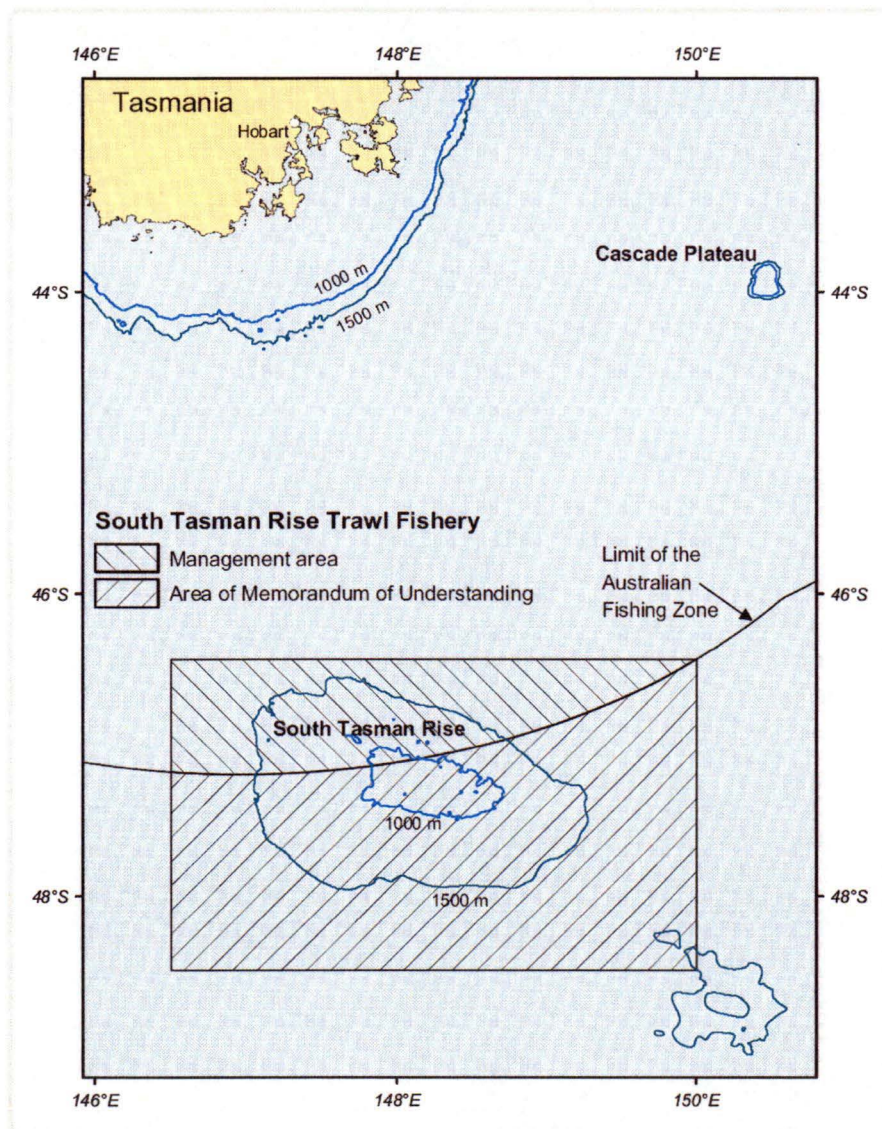 146°E
148°E
150°E
Tasmania
Hobart
1000 m
1500 m
Cascade Plateau
44°S
44°S
South Tasman Rise Trawl Fishery
Management area
Area of Memorandum of Understanding
Limit of the
Australian
Fishing Zone
46°S
46°S
South Tasman Rise
1000 m
1500 m
48°S
48°S
146°E
148°E
150°E